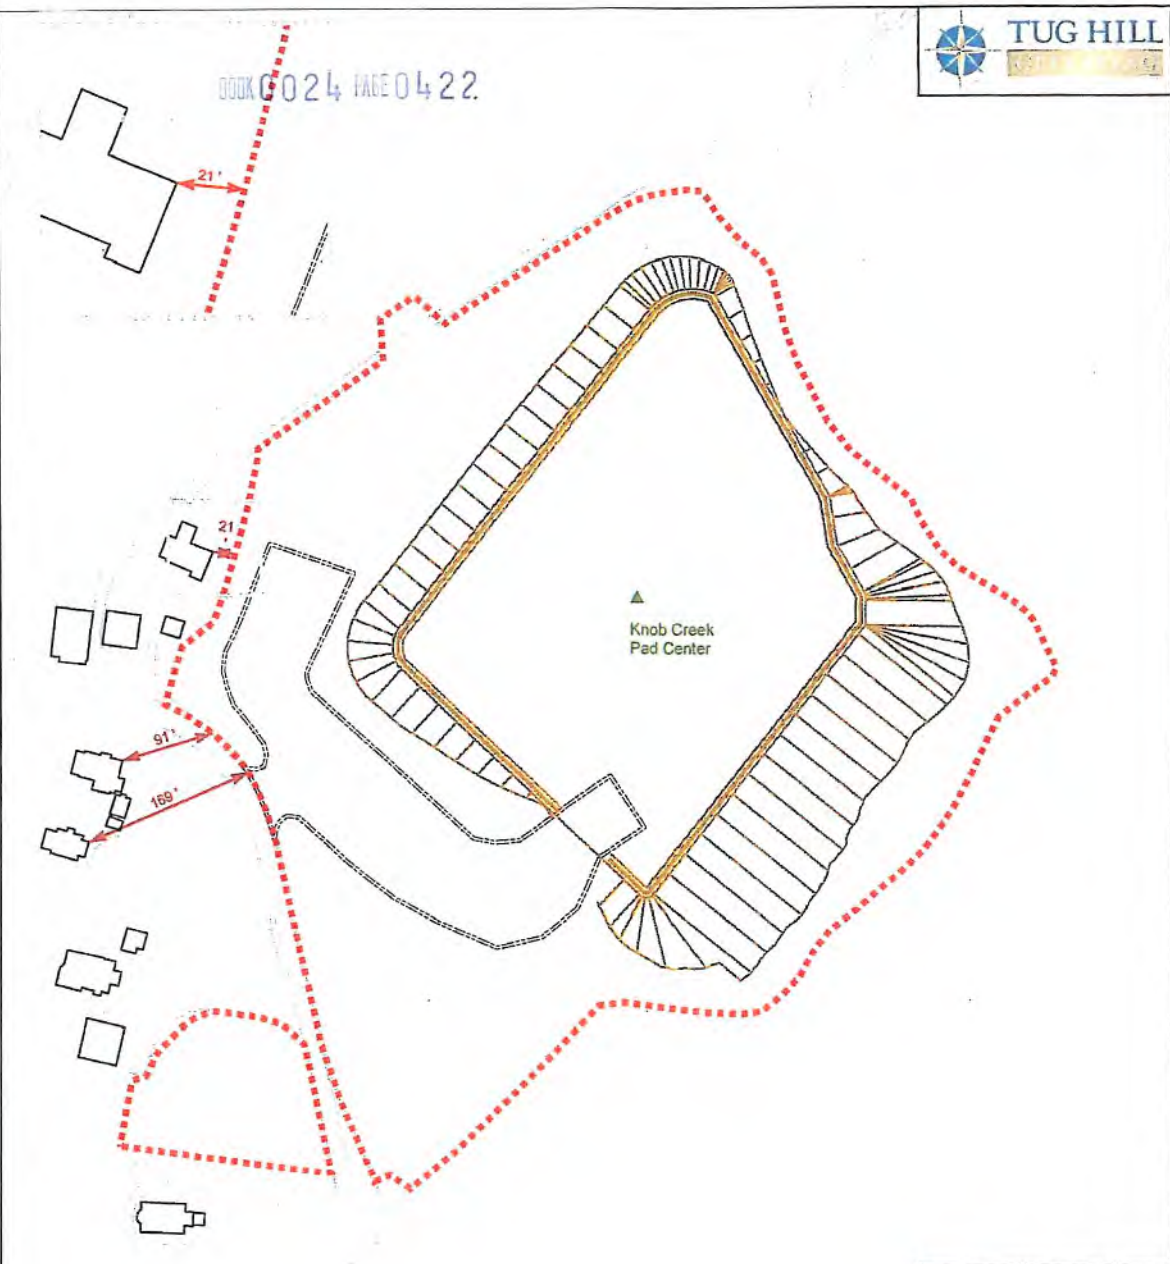 TUG HILL
BOOK 0024 PAGE 0422
21'
21
'
Knob Creek
Pad Center
91'
169'